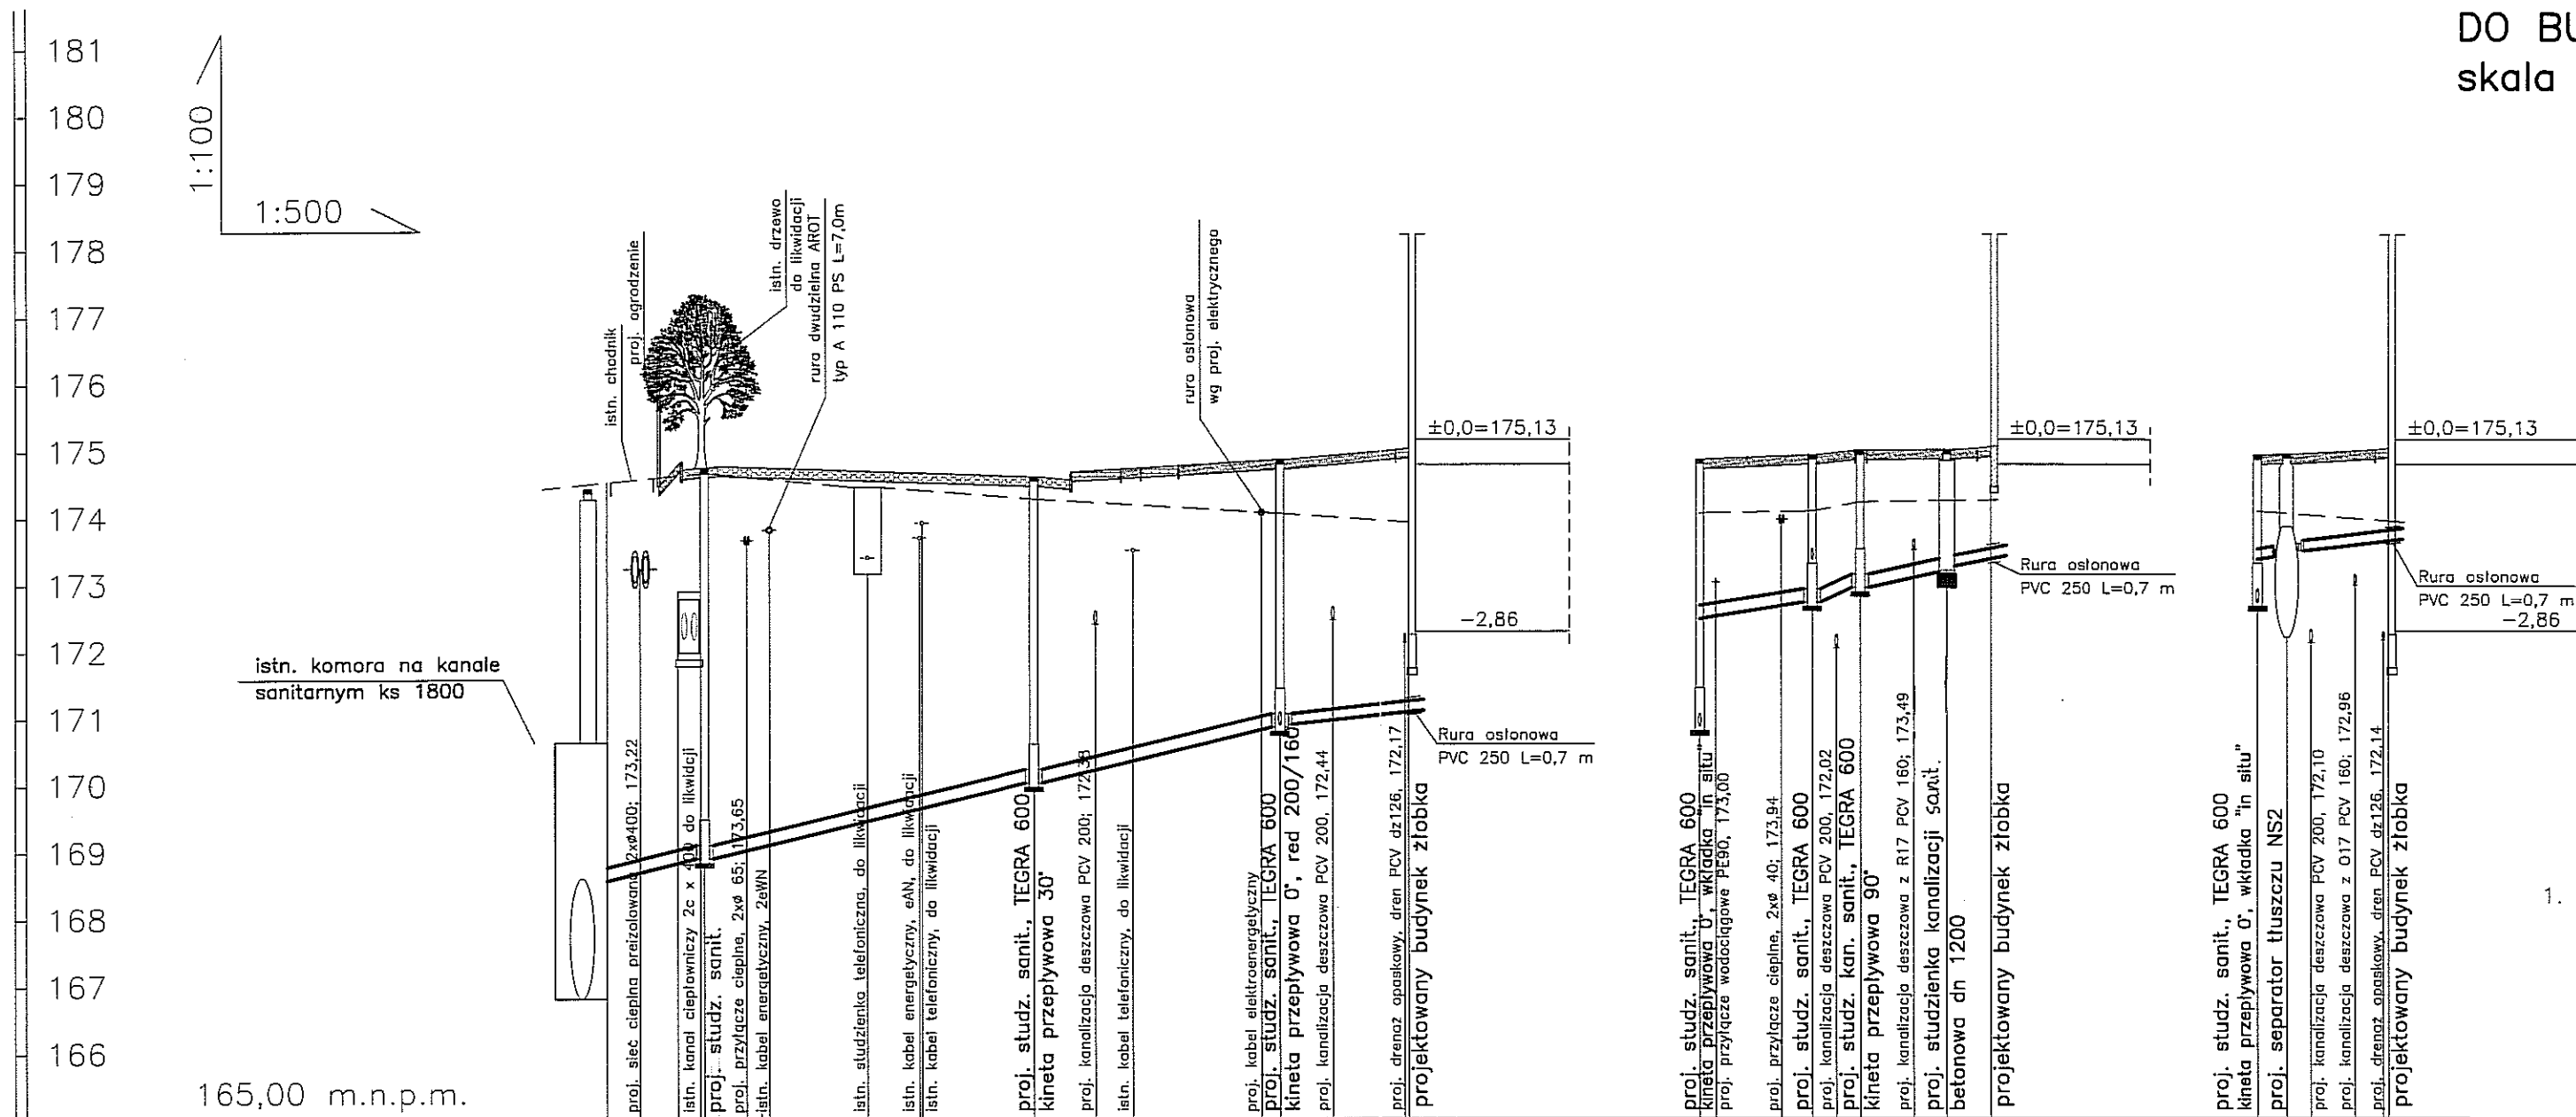 DO BU
skala
181
180
179
178
177
176
175
174
173
172
171
170
169
168
167
166
165,00 m.n.p.m.
1:100
1:500
istn. komora na kanale
sanitarnym ks 1800
istn. chodnik
proj. ogrodzenie
istn. drzewo
do likwidacji
rura dwudzielna AROT
typ A 110 PS L=7,0m
rura osłonowa
wg proj. elektrycznego
±0,0=175,13
-2,86
Rura osłonowa
PVC 250 L=0,7 m
proj. sieć cieplna preizolowana 2xø400; 173,22
istn. kanał ciepłowniczy 2c x 400 do likwidcji
proj. studz. sanit.
proj. przyłącze cieplne, 2xø 65; 173,65
istn. kabel energetyczny, 2eWN
istn. studzienka telefoniczna, do likwidacji
istn. kabel energetyczny, eAN, do likwidacji
istn. kabel telefoniczny, do likwidacji
proj. studz. sanit., TEGRA 600
kineta przepływowa 30°
proj. kanalizacja deszczowa PCV 200; 172,38
istn. kabel telefoniczny, do likwidacji
proj. kabel elektroenergetyczny
proj. studz. sanit., TEGRA 600
kineta przepływowa 0°, red 200/160
proj. kanalizacja deszczowa PCV 200, 172,44
proj. drenaż opaskowy, dren PCV dz126, 172,17
projektowany budynek żłobka
±0,0=175,13
Rura osłonowa
PVC 250 L=0,7 m
proj. studz. sanit., TEGRA 600
kineta przepływowa 0°, wkładka "in situ"
proj. przyłącze wodociągowe PE90, 173,00
proj. przyłącze cieplne, 2xø 40; 173,94
proj. studz. sanit., TEGRA 600
proj. kanalizacja deszczowa PCV 200, 172,02
proj. studz. kan. sanit., TEGRA 600
kineta przepływowa 90°
proj. kanalizacja deszczowa z R17 PCV 160; 173,49
proj. studzienka kanalizacji sanit.
betonowa dn 1200
projektowany budynek żłobka
±0,0=175,13
Rura osłonowa
PVC 250 L=0,7 m
-2,86
proj. studz. sanit., TEGRA 600
kineta przepływowa 0°, wkładka "in situ"
proj. separator tłuszczu NS2
proj. kanalizacja deszczowa PCV 200, 172,10
proj. kanalizacja deszczowa z O17 PCV 160; 172,96
proj. drenaż opaskowy, dren PCV dz126, 172,14
projektowany budynek żłobka
1.